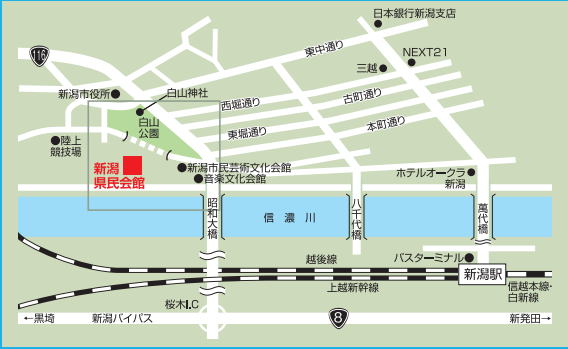 日本銀行新潟支店
116
東中通り
NEXT21
三越
新潟市役所
白山神社
西堀通り
古町通り
白山
公園
東堀通り
本町通り
陸上
競技場
新潟
県民会館
新潟市民芸術文化会館
音楽文化会館
ホテルオークラ
新潟
昭和大橋
信濃川
八千代橋
萬代橋
越後線
バスターミナル
新潟駅
上越新幹線
信越本線・
白新線
桜木I.C
←黒埼
新潟バイパス
8
新発田→